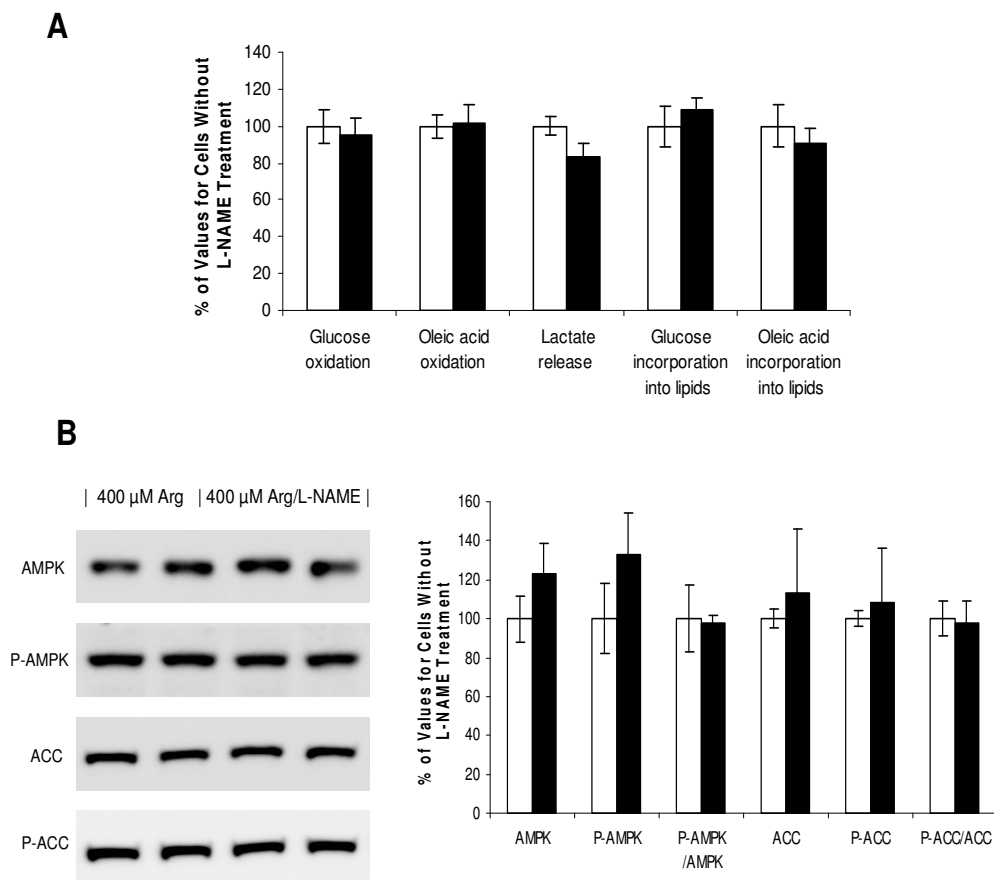 A
% of Values for Cells Without
L-NAME Treatment
140
120
100
80
60
40
20
0
Glucose
oxidation
Oleic acid
oxidation
Lactate
release
Glucose
incorporation
into lipids
Oleic acid
incorporation
into lipids
B
| 400 µM Arg | 400 µM Arg/L-NAME |
AMPK
P-AMPK
ACC
P-ACC
% of Values for Cells Without
L-NAME Treatment
160
140
120
100
80
60
40
20
0
AMPK
P-AMPK
P-AMPK
/AMPK
ACC
P-ACC
P-ACC/ACC